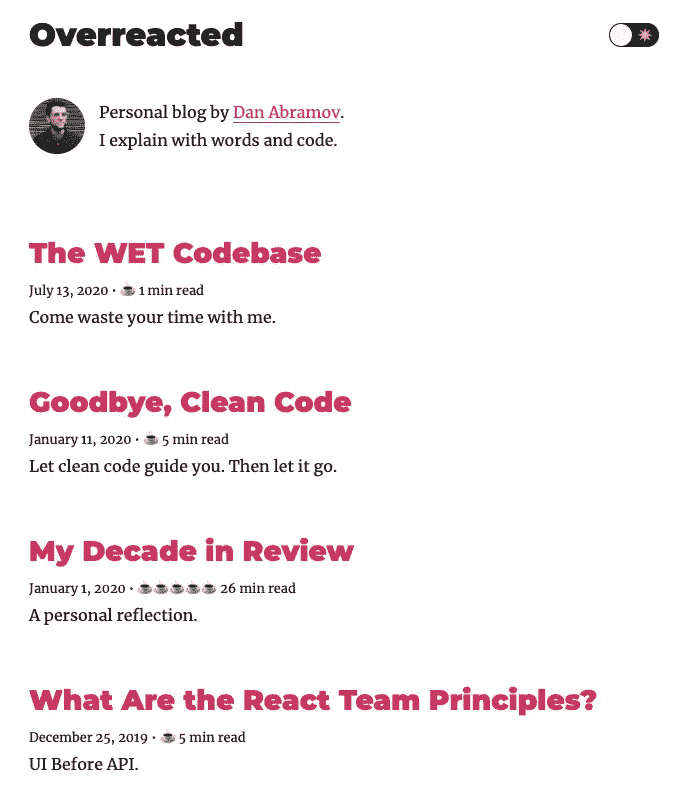 Overreacted
Personal blog by Dan Abramov.
I explain with words and code.
The WET Codebase
July 13, 2020 • ☕ 1 min read
Come waste your time with me.
Goodbye, Clean Code
January 11, 2020 • ☕ 5 min read
Let clean code guide you. Then let it go.
My Decade in Review
January 1, 2020 • ☕☕☕☕☕ 26 min read
A personal reflection.
What Are the React Team Principles?
December 25, 2019 • ☕ 5 min read
UI Before API.